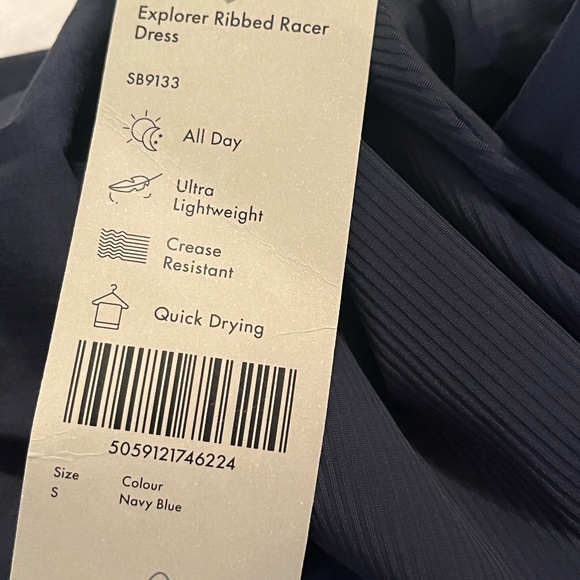 Explorer Ribbed Racer
Dress
SB9133
All Day
Ultra
Lightweight
Crease
Resistant
Quick Drying
5059121746224
Size
S
Colour
Navy Blue